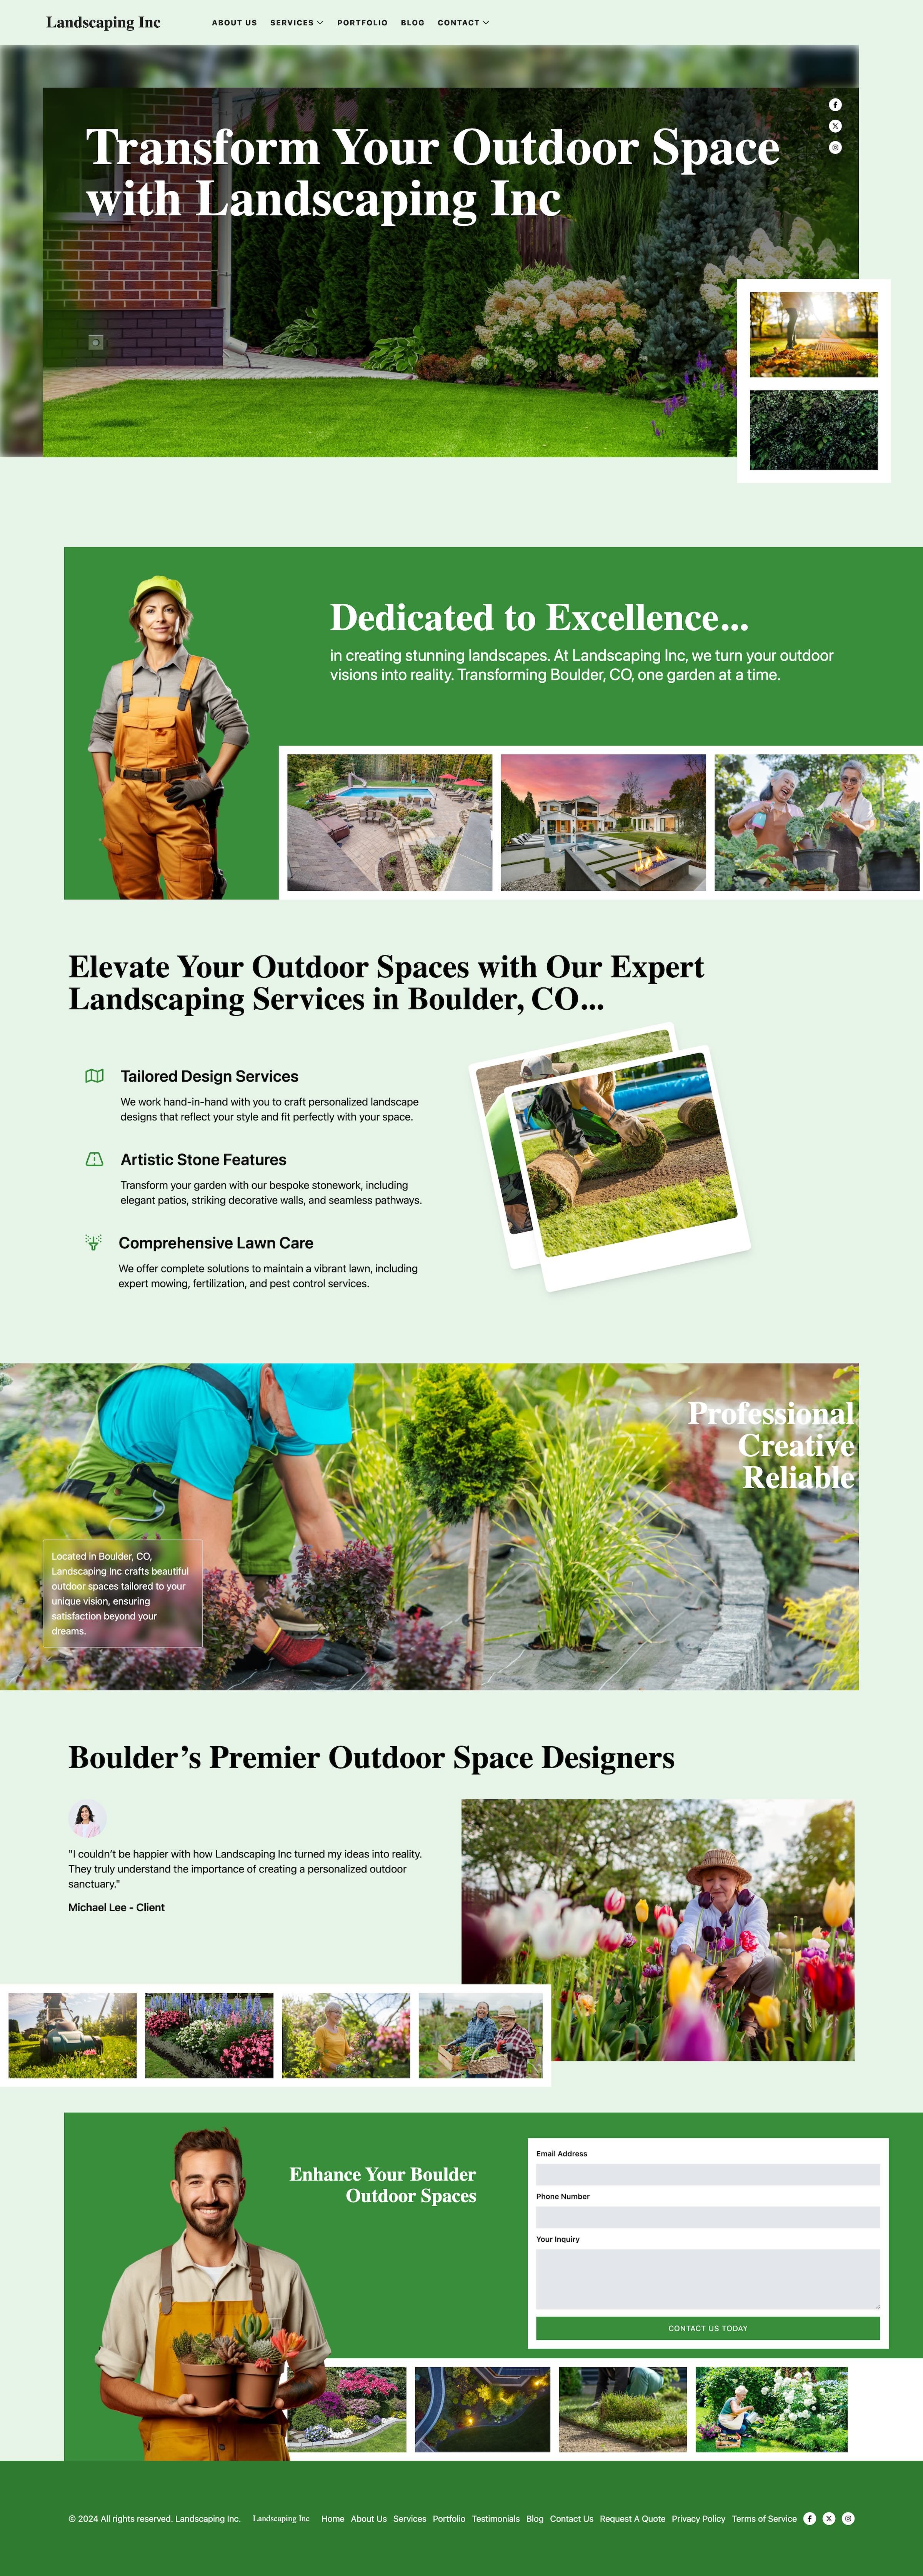 Landscaping Inc
ABOUT US SERVICES PORTFOLIO BLOG CONTACT
Transform Your Outdoor Space
with Landscaping Inc
Dedicated to Excellence...
in creating stunning landscapes. At Landscaping Inc, we turn your outdoor
visions into reality. Transforming Boulder, CO, one garden at a time.
Elevate Your Outdoor Spaces with Our Expert
Landscaping Services in Boulder, CO...
Tailored Design Services
We work hand-in-hand with you to craft personalized landscape
designs that reflect your style and fit perfectly with your space.
Artistic Stone Features
Transform your garden with our bespoke stonework, including
elegant patios, striking decorative walls, and seamless pathways.
Comprehensive Lawn Care
We offer complete solutions to maintain a vibrant lawn, including
expert mowing, fertilization, and pest control services.
Professional
Creative
Reliable
Located in Boulder, CO,
Landscaping Inc crafts beautiful
outdoor spaces tailored to your
unique vision, ensuring
satisfaction beyond your
dreams.
Boulder’s Premier Outdoor Space Designers
"I couldn’t be happier with how Landscaping Inc turned my ideas into reality.
They truly understand the importance of creating a personalized outdoor
sanctuary."
Michael Lee - Client
Enhance Your Boulder
Outdoor Spaces
Email Address
Phone Number
Your Inquiry
CONTACT US TODAY
© 2024 All rights reserved. Landscaping Inc. Landscaping Inc Home About Us Services Portfolio Testimonials Blog Contact Us Request A Quote Privacy Policy Terms of Service